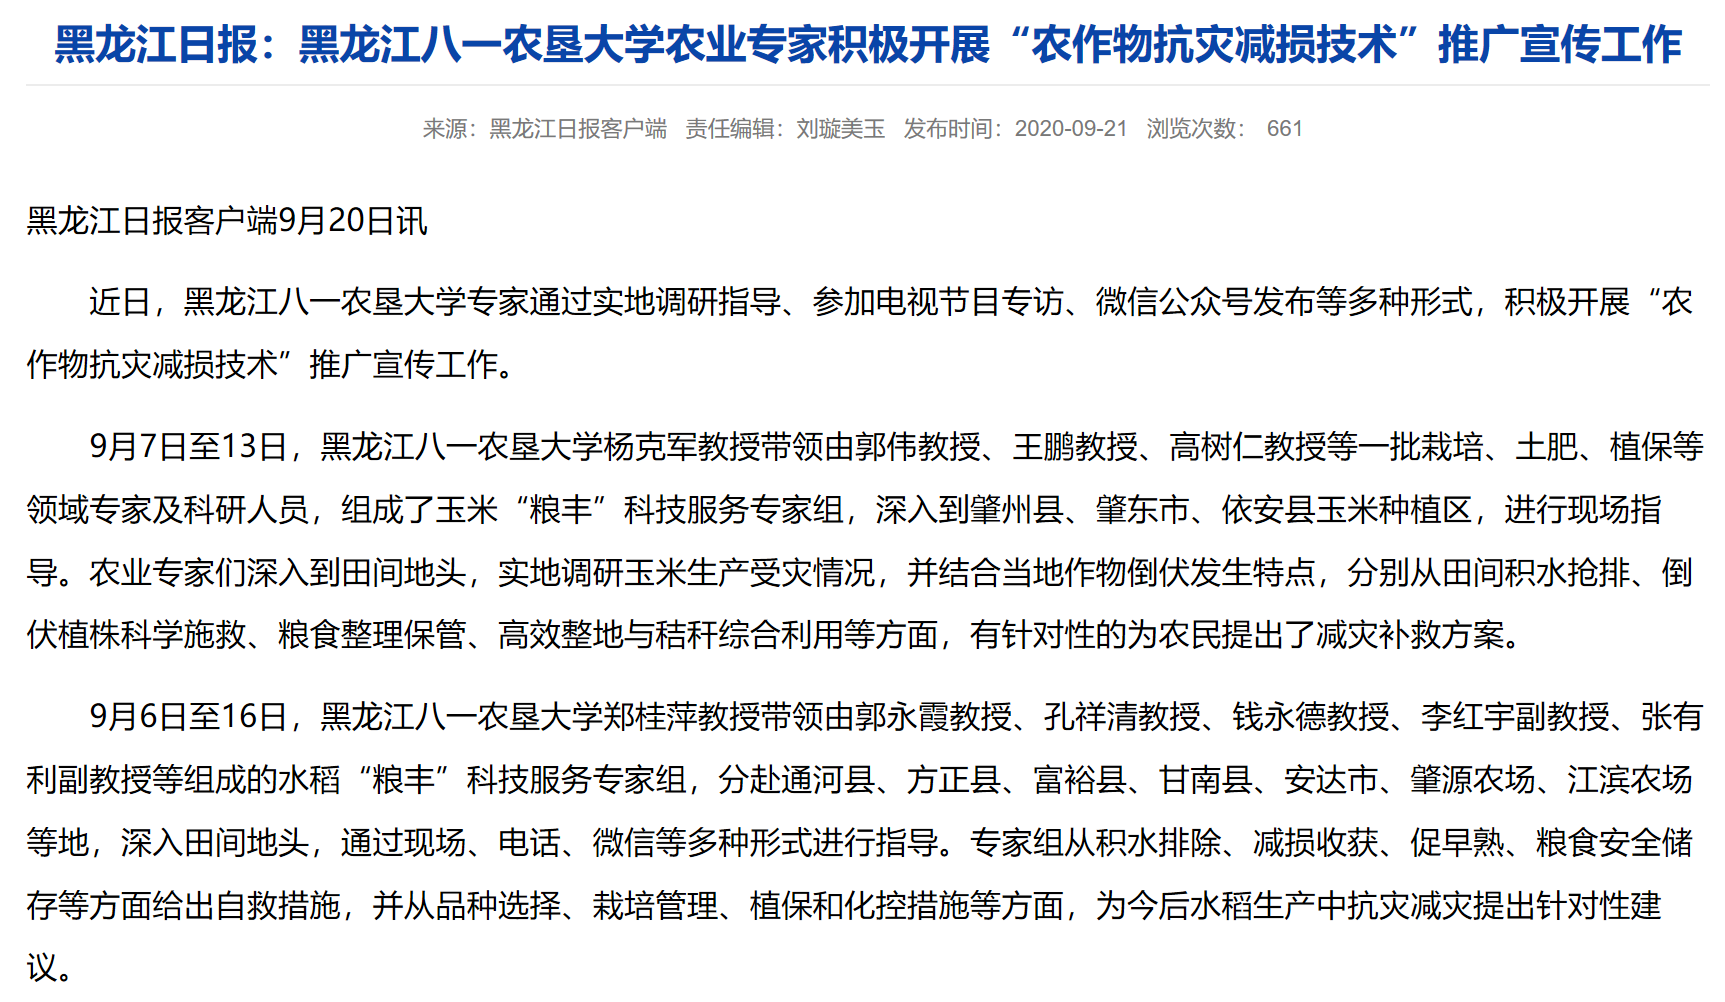 黑龙江日报：黑龙江八一农垦大学农业专家积极开展“农作物抗灾减损技术”推广宣传工作
来源：黑龙江日报客户端 责任编辑：刘璇美玉 发布时间：2020-09-21 浏览次数： 661
黑龙江日报客户端9月20日讯
近日，黑龙江八一农垦大学专家通过实地调研指导、参加电视节目专访、微信公众号发布等多种形式，积极开展“农
作物抗灾减损技术”推广宣传工作。
9月7日至13日，黑龙江八一农垦大学杨克军教授带领由郭伟教授、王鹏教授、高树仁教授等一批栽培、土肥、植保等
领域专家及科研人员，组成了玉米“粮丰”科技服务专家组，深入到肇州县、肇东市、依安县玉米种植区，进行现场指
导。农业专家们深入到田间地头，实地调研玉米生产受灾情况，并结合当地作物倒伏发生特点，分别从田间积水抢排、倒
伏植株科学施救、粮食整理保管、高效整地与秸秆综合利用等方面，有针对性的为农民提出了减灾补救方案。
9月6日至16日，黑龙江八一农垦大学郑桂萍教授带领由郭永霞教授、孔祥清教授、钱永德教授、李红宇副教授、张有
利副教授等组成的水稻“粮丰”科技服务专家组，分赴通河县、方正县、富裕县、甘南县、安达市、肇源农场、江滨农场
等地，深入田间地头，通过现场、电话、微信等多种形式进行指导。专家组从积水排除、减损收获、促早熟、粮食安全储
存等方面给出自救措施，并从品种选择、栽培管理、植保和化控措施等方面，为今后水稻生产中抗灾减灾提出针对性建
议。